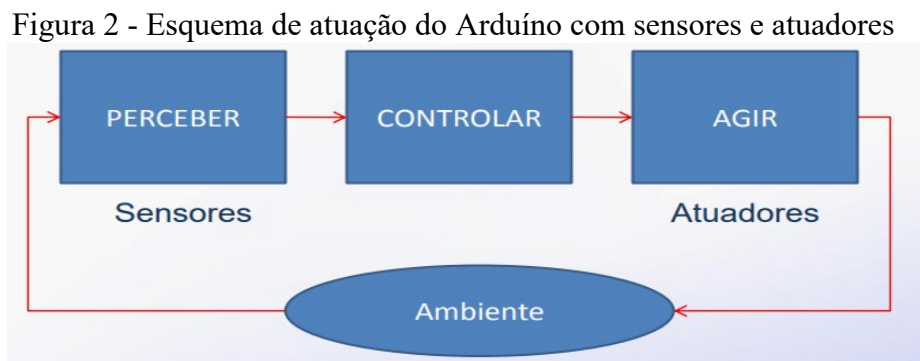 Figura 2 - Esquema de atuação do Arduíno com sensores e atuadores
PERCEBER
CONTROLAR
AGIR
Sensores
Atuadores
Ambiente